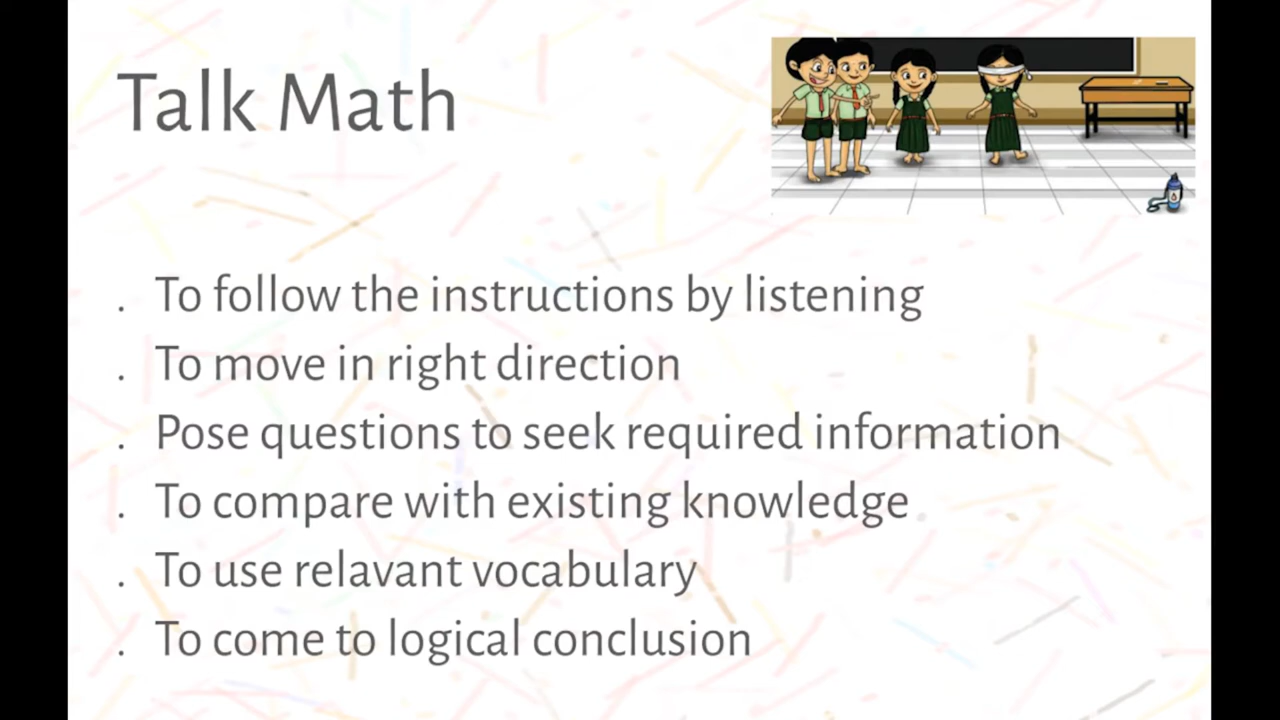 Talk Math
. To follow the instructions by listening
. To move in right direction
. Pose questions to seek required information
. To compare with existing knowledge
. To use relavant vocabulary
. To come to logical conclusion